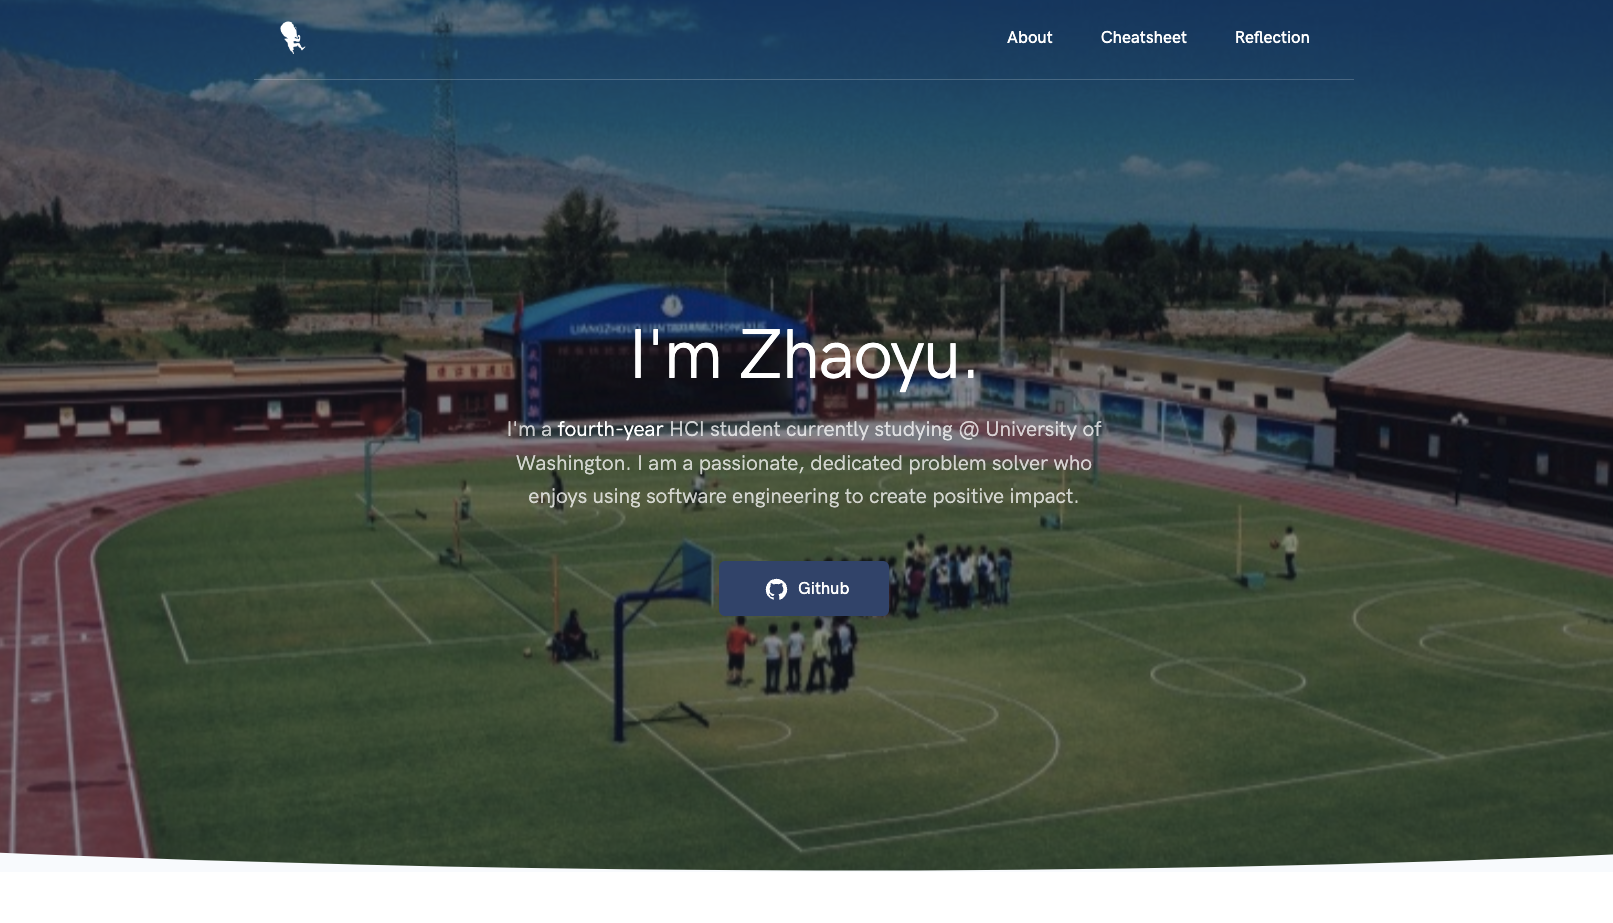 About
Cheatsheet
Reflection
I'm Zhaoyu.
I'm a fourth-year HCI student currently studying @ University of
Washington. I am a passionate, dedicated problem solver who
enjoys using software engineering to create positive impact.
Github